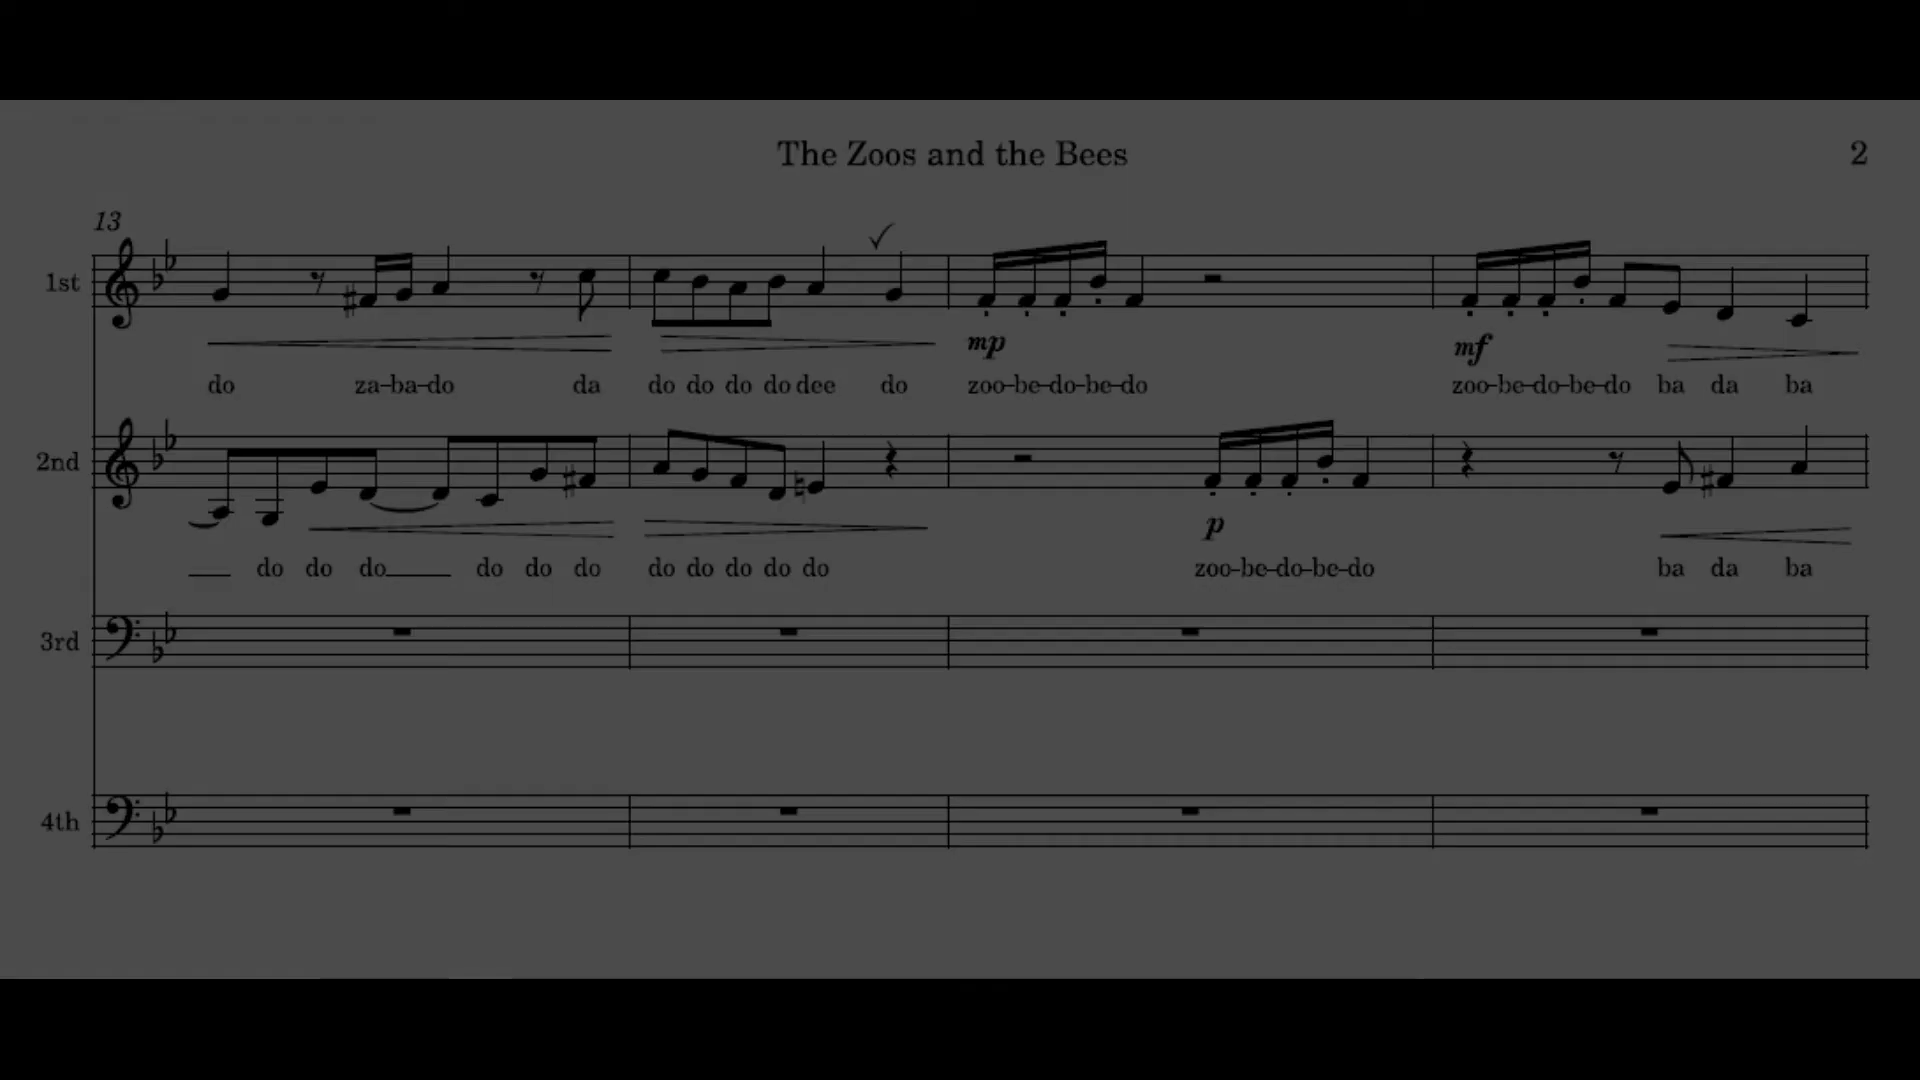 The Zoos and the Bees 2
13
1st
do za-ba-do da do do do do dee do zoo-be-do-be-do zoo-be-do-be-do ba da ba
mp mf
2nd
do do do do do do do do do do do zoo-be-do-be-do ba da ba
p
3rd
4th